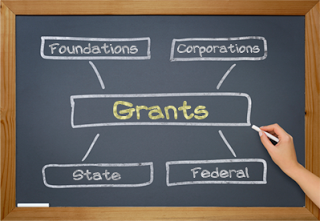 Foundations
Corporations
Grants
State
Federal